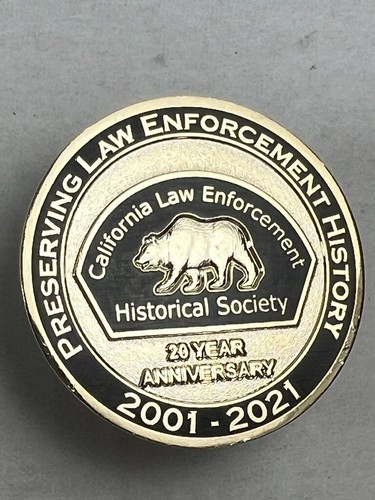 PRESERVING LAW ENFORCEMENT HISTORY
California Law Enforcement
Historical Society
20 YEAR
ANNIVERSARY
2001 - 2021